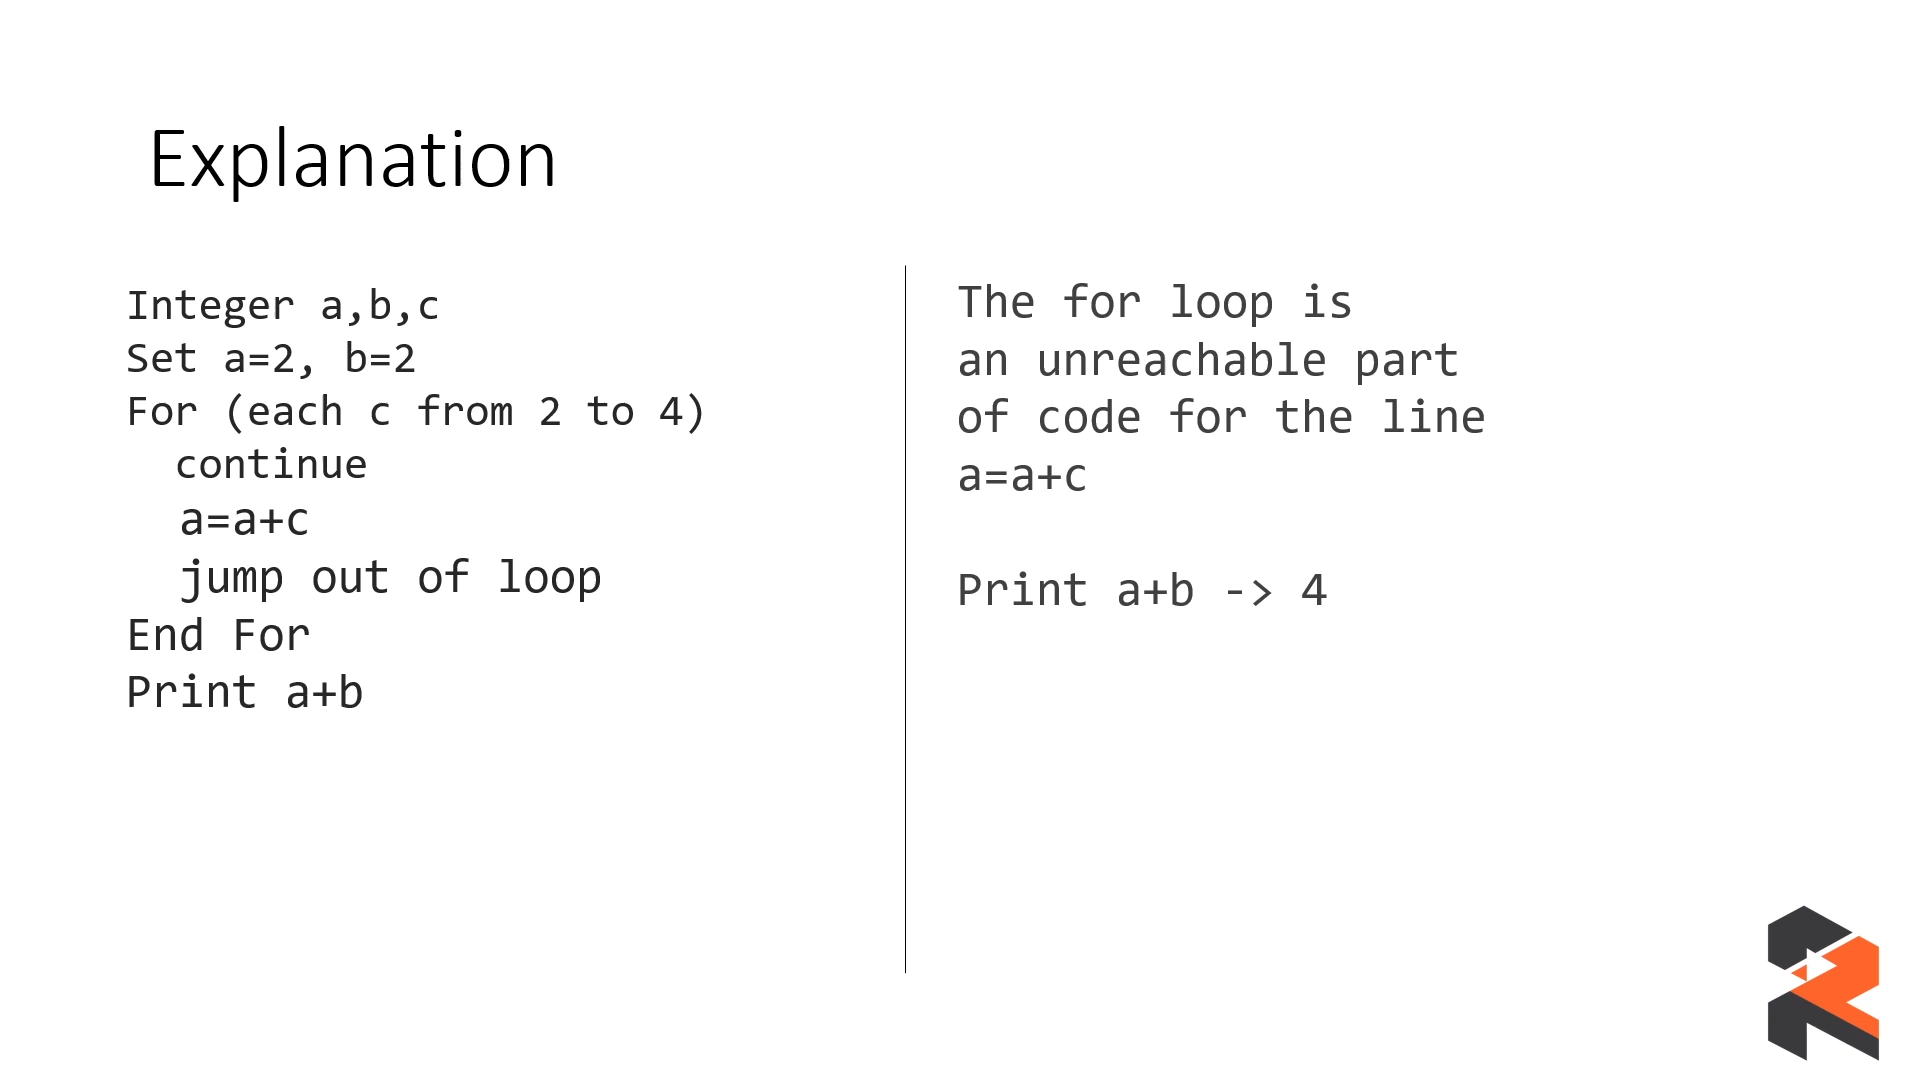 Explanation
Integer a,b,c
Set a=2, b=2
For (each c from 2 to 4)
continue
a=a+c
jump out of loop
End For
Print a+b
The for loop is
an unreachable part
of code for the line
a=a+c
Print a+b -> 4